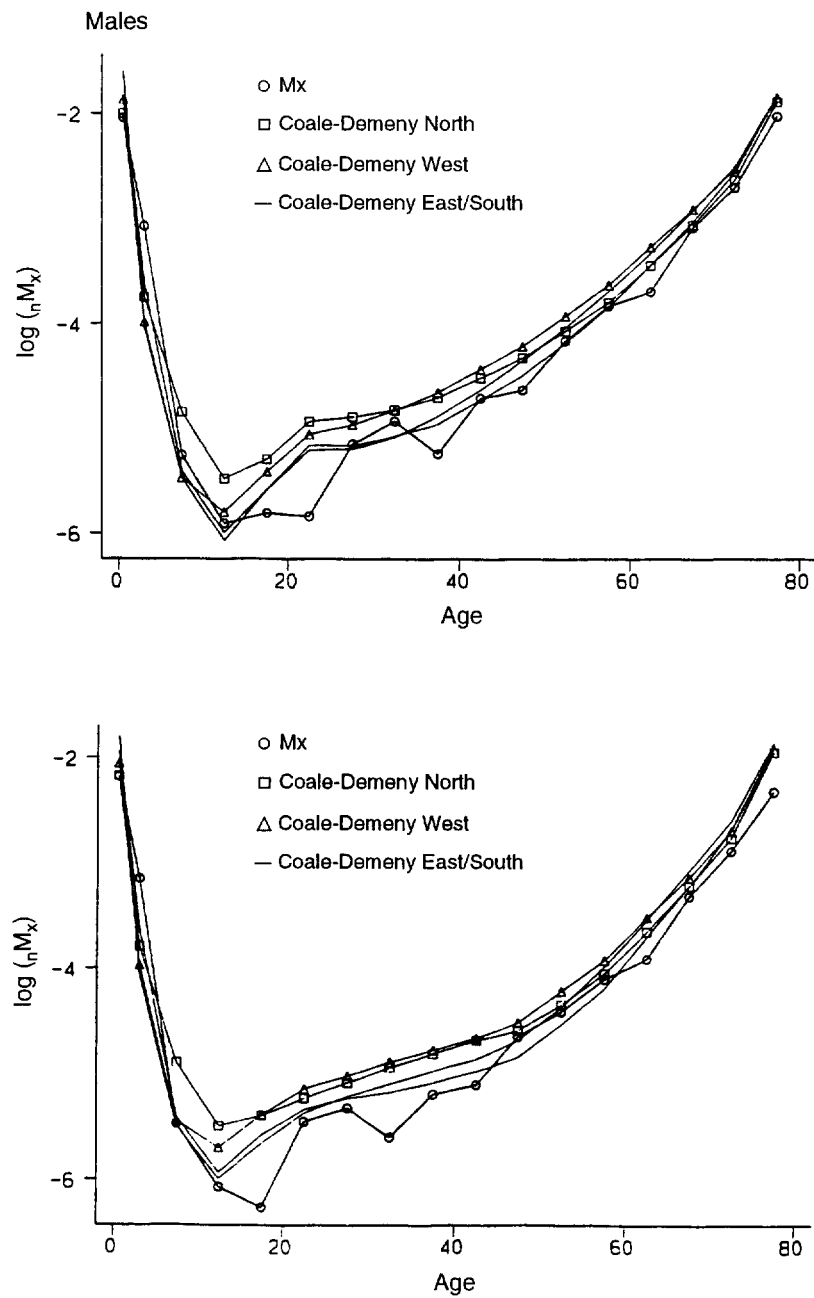 Males
Mx
Coale-Demeny North
Coale-Demeny West
Coale-Demeny East/South
-2
-4
-6
log (nMx)
0 20 40 60 80
Age
Mx
Coale-Demeny North
Coale-Demeny West
Coale-Demeny East/South
-2
-4
-6
log (nMx)
0 20 40 60 80
Age